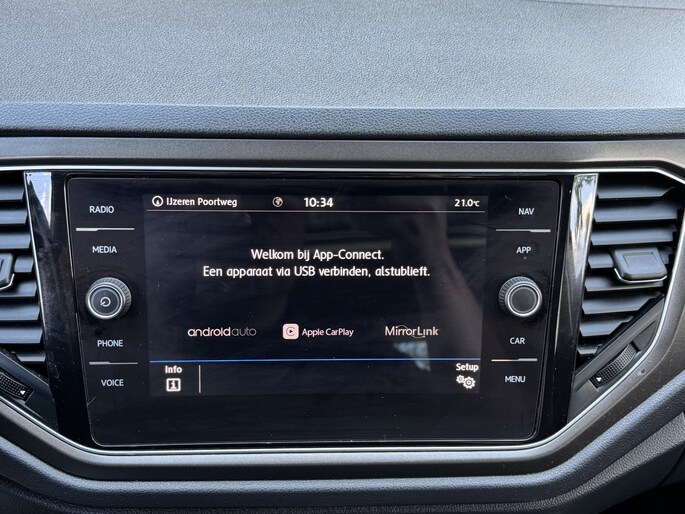 RADIO
MEDIA
PHONE
VOICE
IJzeren Poortweg 10:34 21.0°C
Welkom bij App-Connect.
Een apparaat via USB verbinden, alstublieft.
androidauto Apple CarPlay MirrorLink
Info Setup
NAV
APP
CAR
MENU